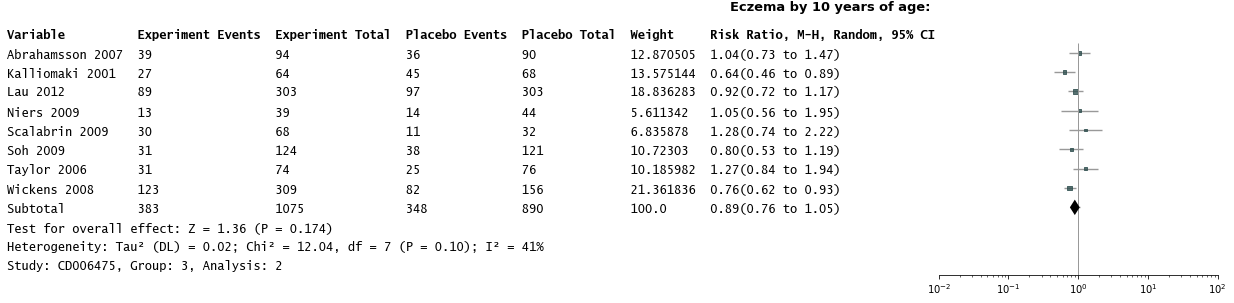 Eczema by 10 years of age:
Variable Experiment Events Experiment Total Placebo Events Placebo Total Weight Risk Ratio, M-H, Random, 95% CI
Abrahamsson 2007 39 94 36 90 12.870505 1.04(0.73 to 1.47)
Kalliomaki 2001 27 64 45 68 13.575144 0.64(0.46 to 0.89)
Lau 2012 89 303 97 303 18.836283 0.92(0.72 to 1.17)
Niers 2009 13 39 14 44 5.611342 1.05(0.56 to 1.95)
Scalabrin 2009 30 68 11 32 6.835878 1.28(0.74 to 2.22)
Soh 2009 31 124 38 121 10.72303 0.80(0.53 to 1.19)
Taylor 2006 31 74 25 76 10.185982 1.27(0.84 to 1.94)
Wickens 2008 123 309 82 156 21.361836 0.76(0.62 to 0.93)
Subtotal 383 1075 348 890 100.0 0.89(0.76 to 1.05)
Test for overall effect: Z = 1.36 (P = 0.174)
Heterogeneity: Tau² (DL) = 0.02; Chi² = 12.04, df = 7 (P = 0.10); I² = 41%
Study: CD006475, Group: 3, Analysis: 2
10⁻² 10⁻¹ 10⁰ 10¹ 10²